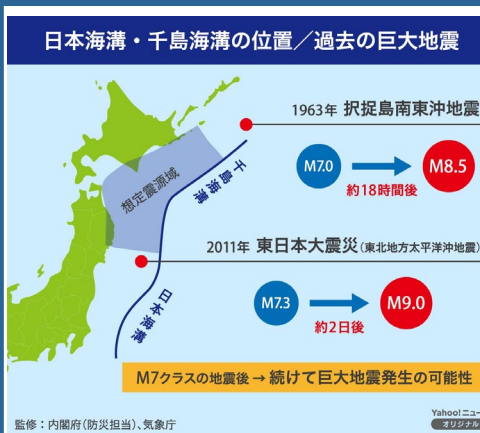 日本海溝・千島海溝の位置／過去の巨大地震
1963年 択捉島南東沖地震
M7.0
M8.5
約18時間後
想定震源域
千島海溝
2011年 東日本大震災(東北地方太平洋沖地震)
M7.3
M9.0
約2日後
日本海溝
M7クラスの地震後→続けて巨大地震発生の可能性
監修：内閣府(防災担当)、気象庁
Yahoo!ニュー
オリジナル